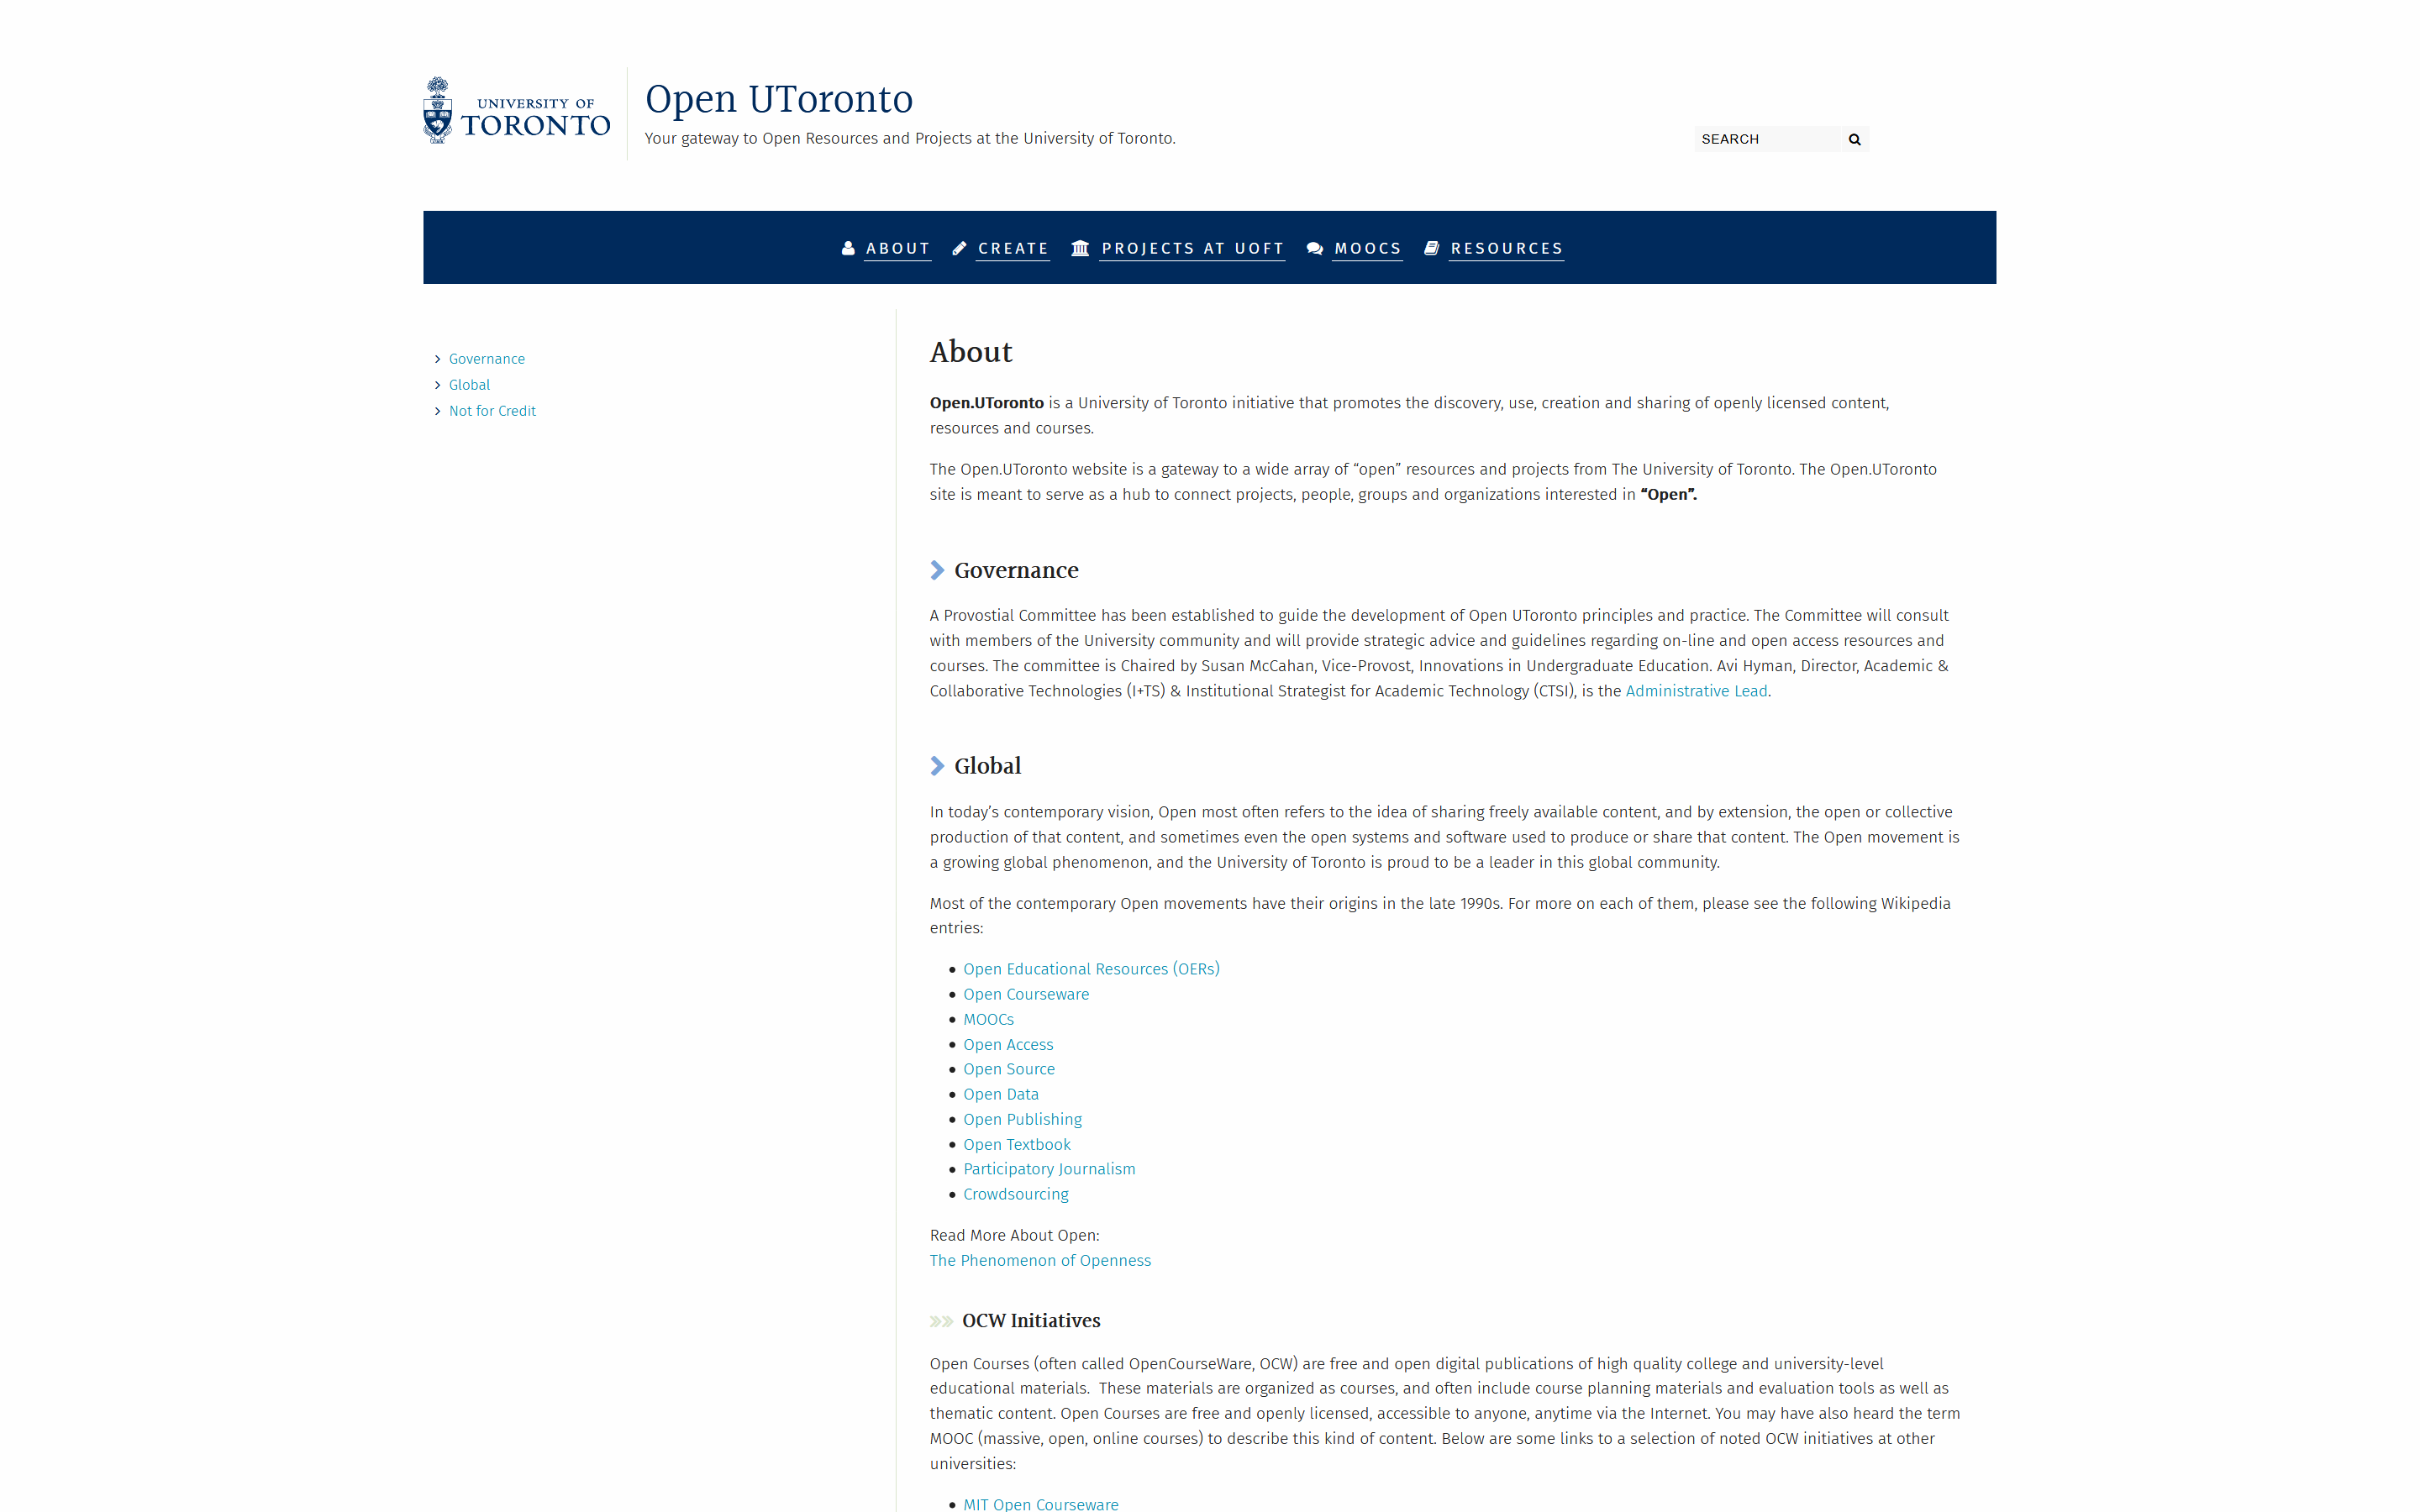 UNIVERSITY OF
TORONTO
Open UToronto
Your gateway to Open Resources and Projects at the University of Toronto.
SEARCH
ABOUT CREATE PROJECTS AT UOFT MOOCS RESOURCES
Governance
Global
Not for Credit
About
Open.UToronto is a University of Toronto initiative that promotes the discovery, use, creation and sharing of openly licensed content,
resources and courses.
The Open.UToronto website is a gateway to a wide array of “open” resources and projects from The University of Toronto. The Open.UToronto
site is meant to serve as a hub to connect projects, people, groups and organizations interested in “Open”.
Governance
A Provostial Committee has been established to guide the development of Open UToronto principles and practice. The Committee will consult
with members of the University community and will provide strategic advice and guidelines regarding on-line and open access resources and
courses. The committee is Chaired by Susan McCahan, Vice-Provost, Innovations in Undergraduate Education. Avi Hyman, Director, Academic &
Collaborative Technologies (I+TS) & Institutional Strategist for Academic Technology (CTSI), is the Administrative Lead.
Global
In today’s contemporary vision, Open most often refers to the idea of sharing freely available content, and by extension, the open or collective
production of that content, and sometimes even the open systems and software used to produce or share that content. The Open movement is
a growing global phenomenon, and the University of Toronto is proud to be a leader in this global community.
Most of the contemporary Open movements have their origins in the late 1990s. For more on each of them, please see the following Wikipedia
entries:
Open Educational Resources (OERs)
Open Courseware
MOOCs
Open Access
Open Source
Open Data
Open Publishing
Open Textbook
Participatory Journalism
Crowdsourcing
Read More About Open:
The Phenomenon of Openness
OCW Initiatives
Open Courses (often called OpenCourseWare, OCW) are free and open digital publications of high quality college and university-level
educational materials.  These materials are organized as courses, and often include course planning materials and evaluation tools as well as
thematic content. Open Courses are free and openly licensed, accessible to anyone, anytime via the Internet. You may have also heard the term
MOOC (massive, open, online courses) to describe this kind of content. Below are some links to a selection of noted OCW initiatives at other
universities:
MIT Open Courseware